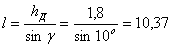 l = h_Д / sin γ = 1,8 / sin 10° = 10,37